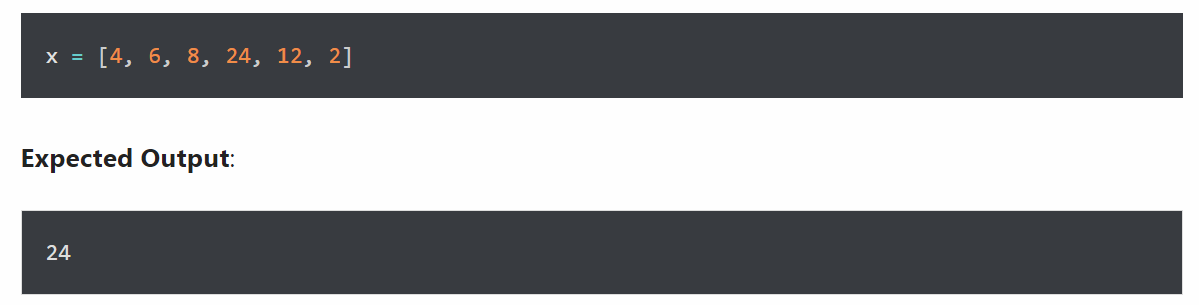 x = [4, 6, 8, 24, 12, 2]
Expected Output:
24